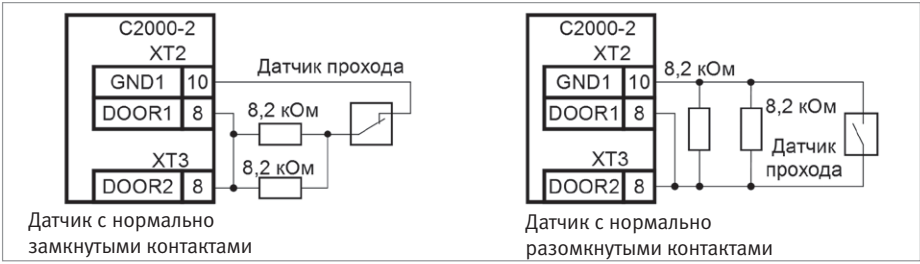 С2000-2
XT2
GND1 10
Датчик прохода
DOOR1 8
8,2 кОм
XT3
8,2 кОм
DOOR2 8
Датчик с нормально
замкнутыми контактами
С2000-2
XT2
8,2 кОм
GND1 10
DOOR1 8
8,2 кОм
Датчик
прохода
XT3
DOOR2 8
Датчик с нормально
разомкнутыми контактами